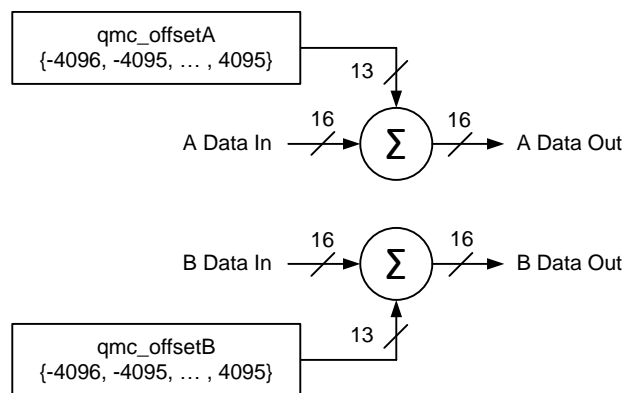 qmc_offsetA
{-4096, -4095, … , 4095}
13
16
16
A Data In
Σ
A Data Out
16
16
B Data In
Σ
B Data Out
13
qmc_offsetB
{-4096, -4095, … , 4095}